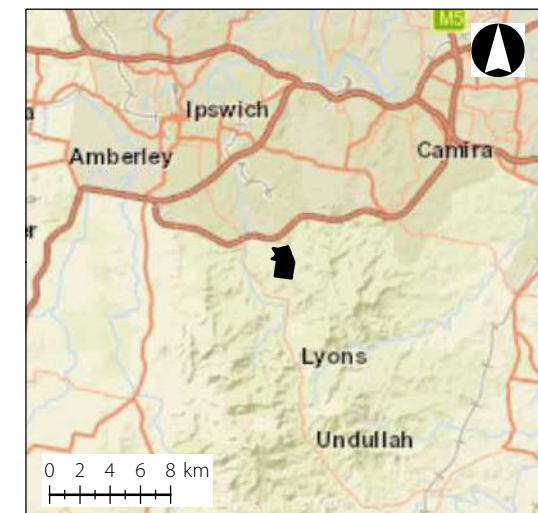 M5
Ipswich
Amberley
Camira
Lyons
Undullah
0 2 4 6 8 km